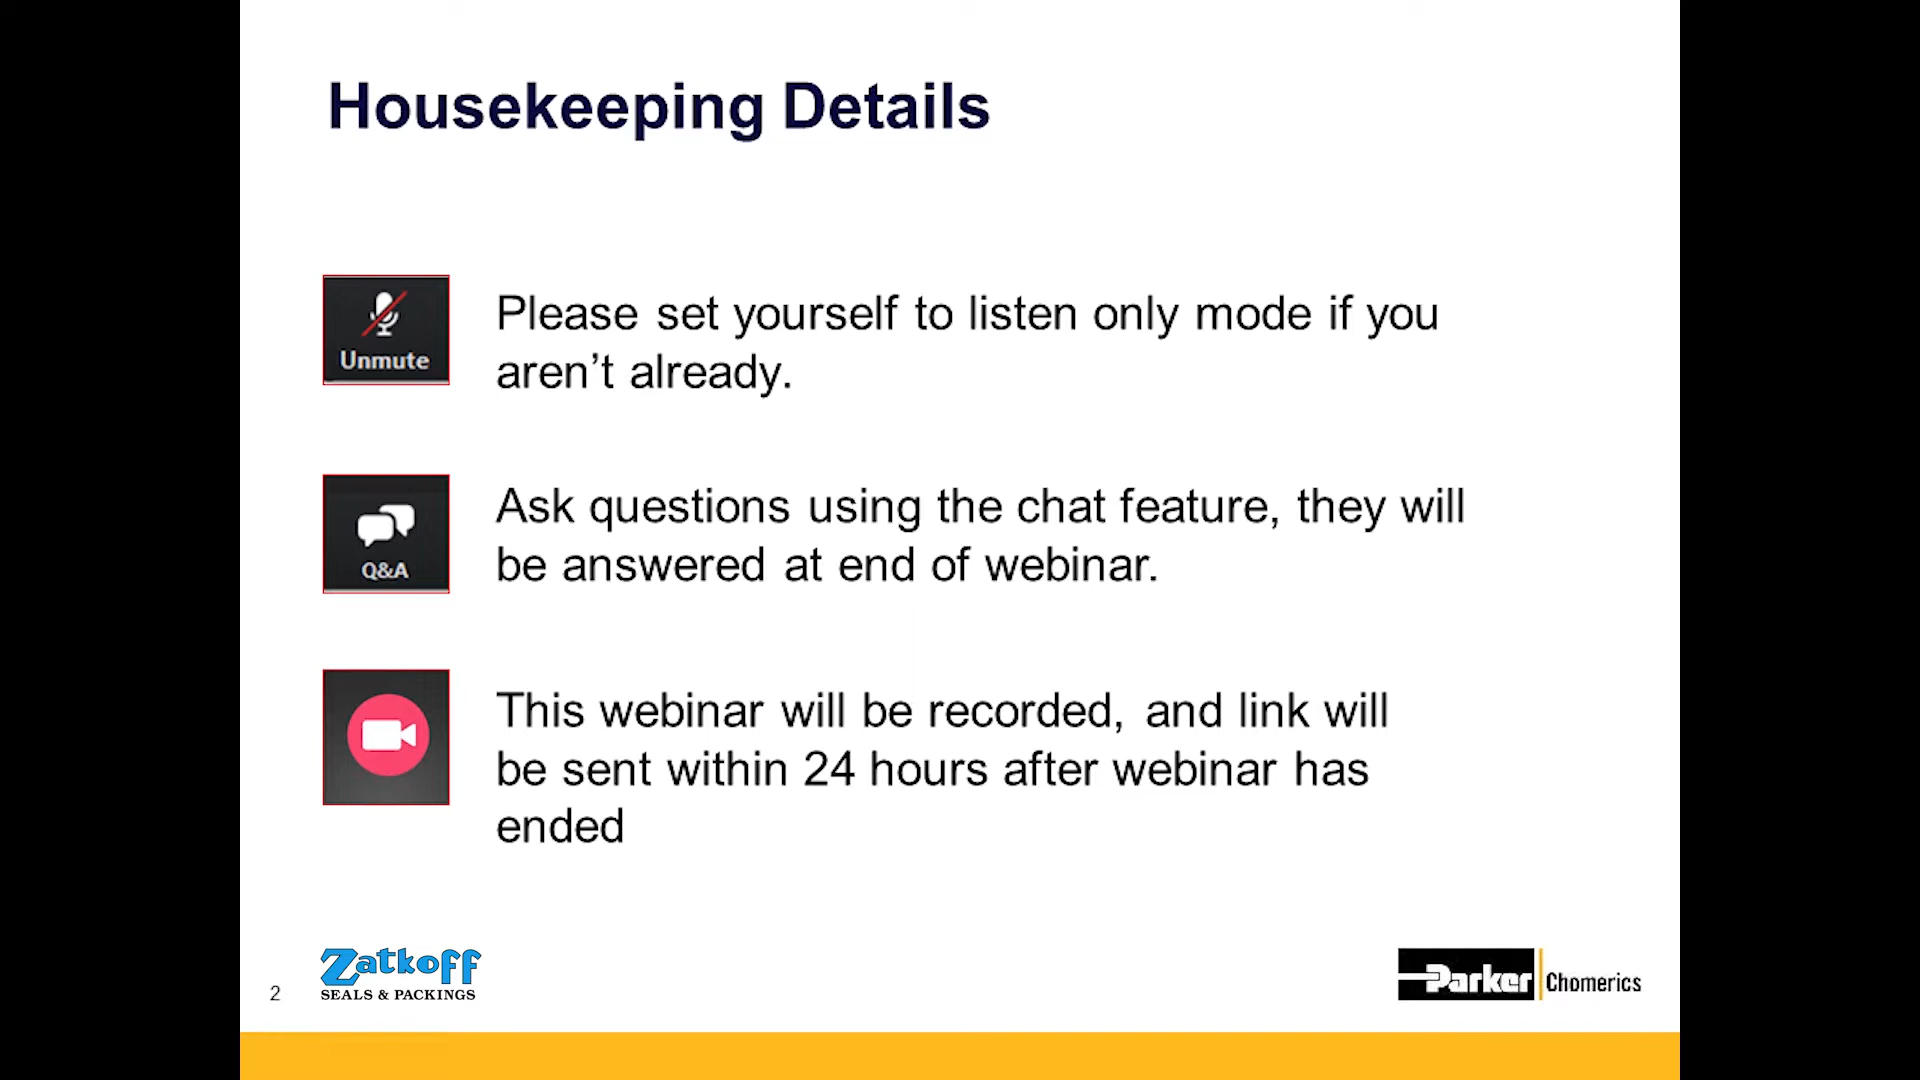 Housekeeping Details
Unmute
Please set yourself to listen only mode if you
aren’t already.
Q&A
Ask questions using the chat feature, they will
be answered at end of webinar.
This webinar will be recorded, and link will
be sent within 24 hours after webinar has
ended
2
Zatkoff
SEALS & PACKINGS
Parker
Chomerics